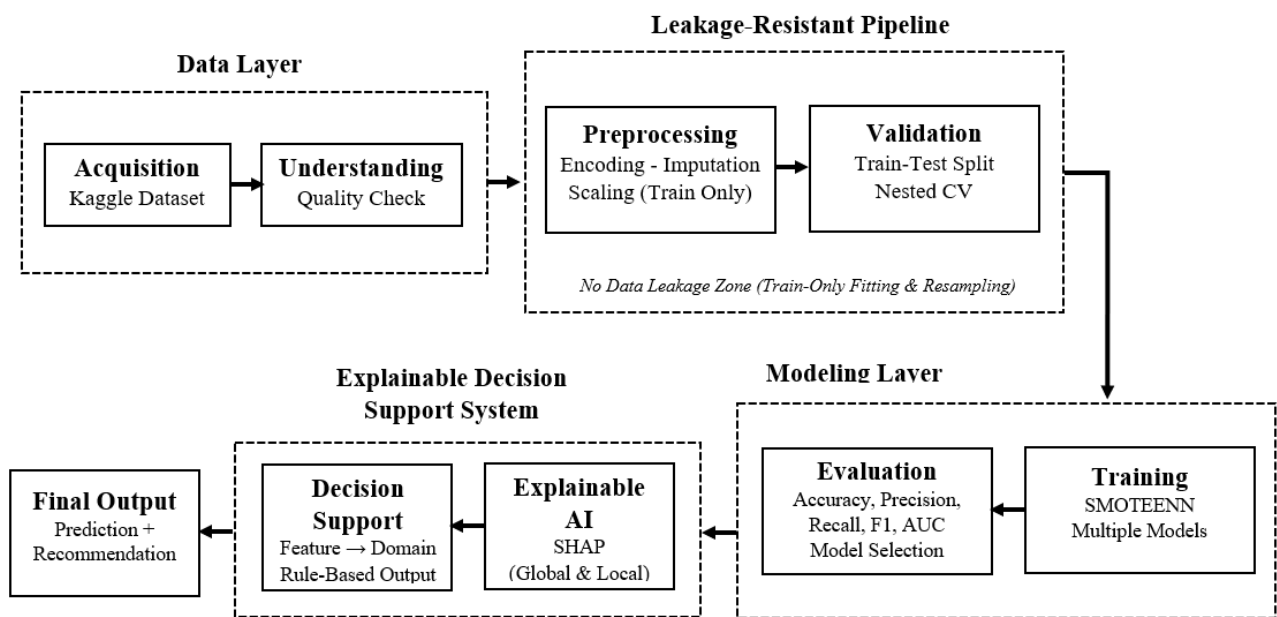 Leakage-Resistant Pipeline
Data Layer
Preprocessing
Encoding - Imputation
Scaling (Train Only)
Validation
Train-Test Split
Nested CV
Acquisition
Kaggle Dataset
Understanding
Quality Check
No Data Leakage Zone (Train-Only Fitting & Resampling)
Explainable Decision
Support System
Modeling Layer
Final Output
Prediction +
Recommendation
Decision
Support
Feature → Domain
Rule-Based Output
Explainable
AI
SHAP
(Global & Local)
Evaluation
Accuracy, Precision,
Recall, F1, AUC
Model Selection
Training
SMOTEENN
Multiple Models